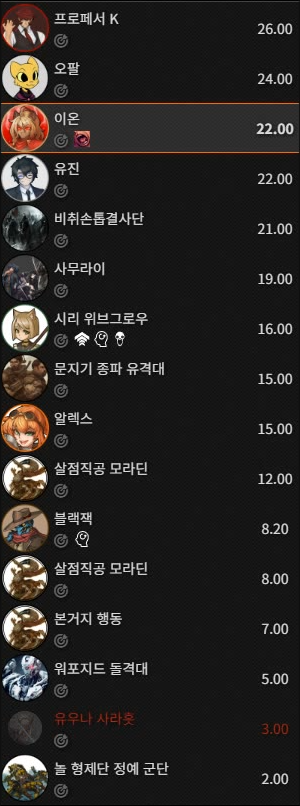 프로페서 K
26.00
오팔
24.00
이온
22.00
유진
22.00
비취손톱결사단
21.00
사무라이
19.00
시리 위브그로우
16.00
문지기 종파 유격대
15.00
알렉스
15.00
살점직공 모라딘
12.00
블랙잭
8.20
살점직공 모라딘
8.00
본거지 행동
7.00
워포지드 돌격대
5.00
유우나 사라홋
3.00
놀 형제단 정예 군단
2.00